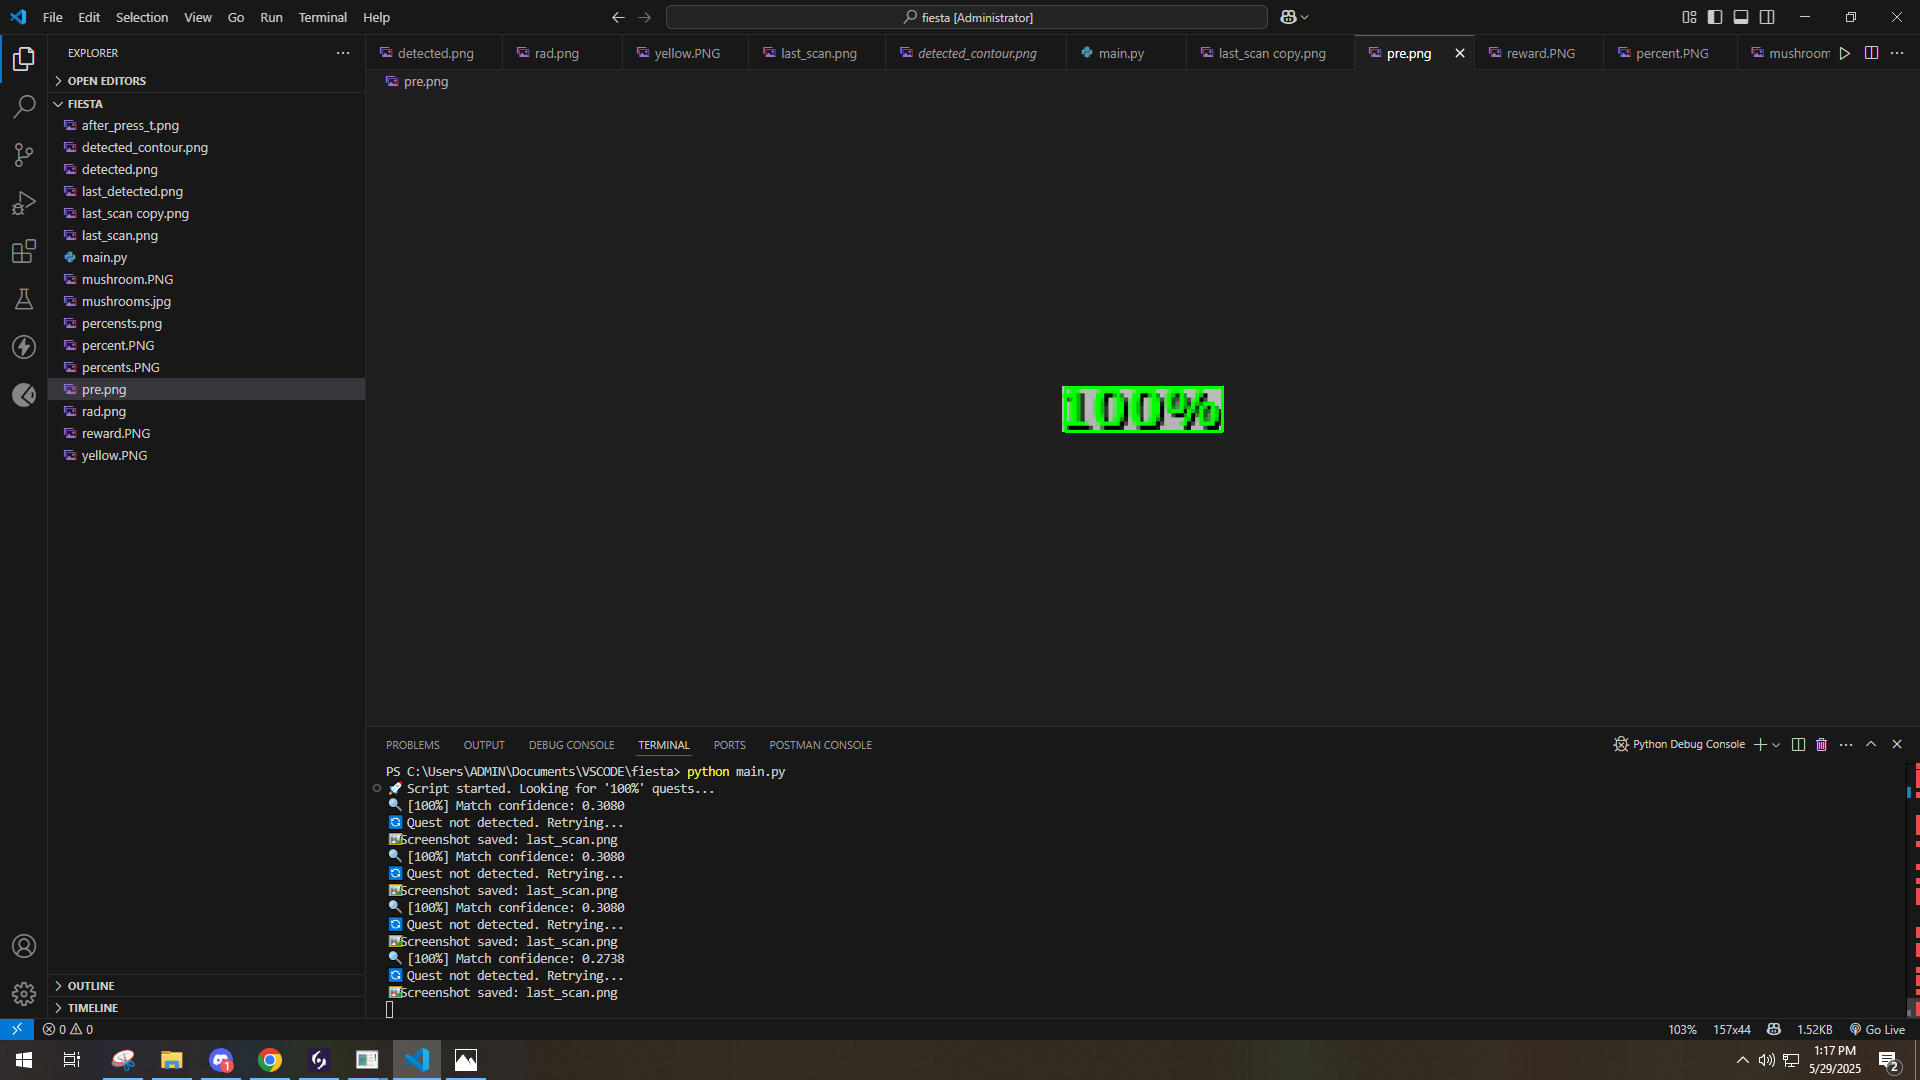 File Edit Selection View Go Run Terminal Help
fiesta [Administrator]
EXPLORER
OPEN EDITORS
FIESTA
after_press_t.png
detected_contour.png
detected.png
last_detected.png
last_scan copy.png
last_scan.png
main.py
mushroom.PNG
mushrooms.jpg
percensts.png
percent.PNG
percents.PNG
pre.png
rad.png
reward.PNG
yellow.PNG
OUTLINE
TIMELINE
detected.png rad.png yellow.PNG last_scan.png detected_contour.png main.py last_scan copy.png pre.png reward.PNG percent.PNG mushroom
pre.png
100%
PROBLEMS OUTPUT DEBUG CONSOLE TERMINAL PORTS POSTMAN CONSOLE
Python Debug Console
PS C:\Users\ADMIN\Documents\VSCODE\fiesta> python main.py
🚀 Script started. Looking for '100%' quests...
🔍 [100%] Match confidence: 0.3080
🔄 Quest not detected. Retrying...
🖼️Screenshot saved: last_scan.png
🔍 [100%] Match confidence: 0.3080
🔄 Quest not detected. Retrying...
🖼️Screenshot saved: last_scan.png
🔍 [100%] Match confidence: 0.3080
🔄 Quest not detected. Retrying...
🖼️Screenshot saved: last_scan.png
🔍 [100%] Match confidence: 0.2738
🔄 Quest not detected. Retrying...
🖼️Screenshot saved: last_scan.png
0 0
103% 157x44 1.52KB Go Live
1
1:17 PM
5/29/2025
2